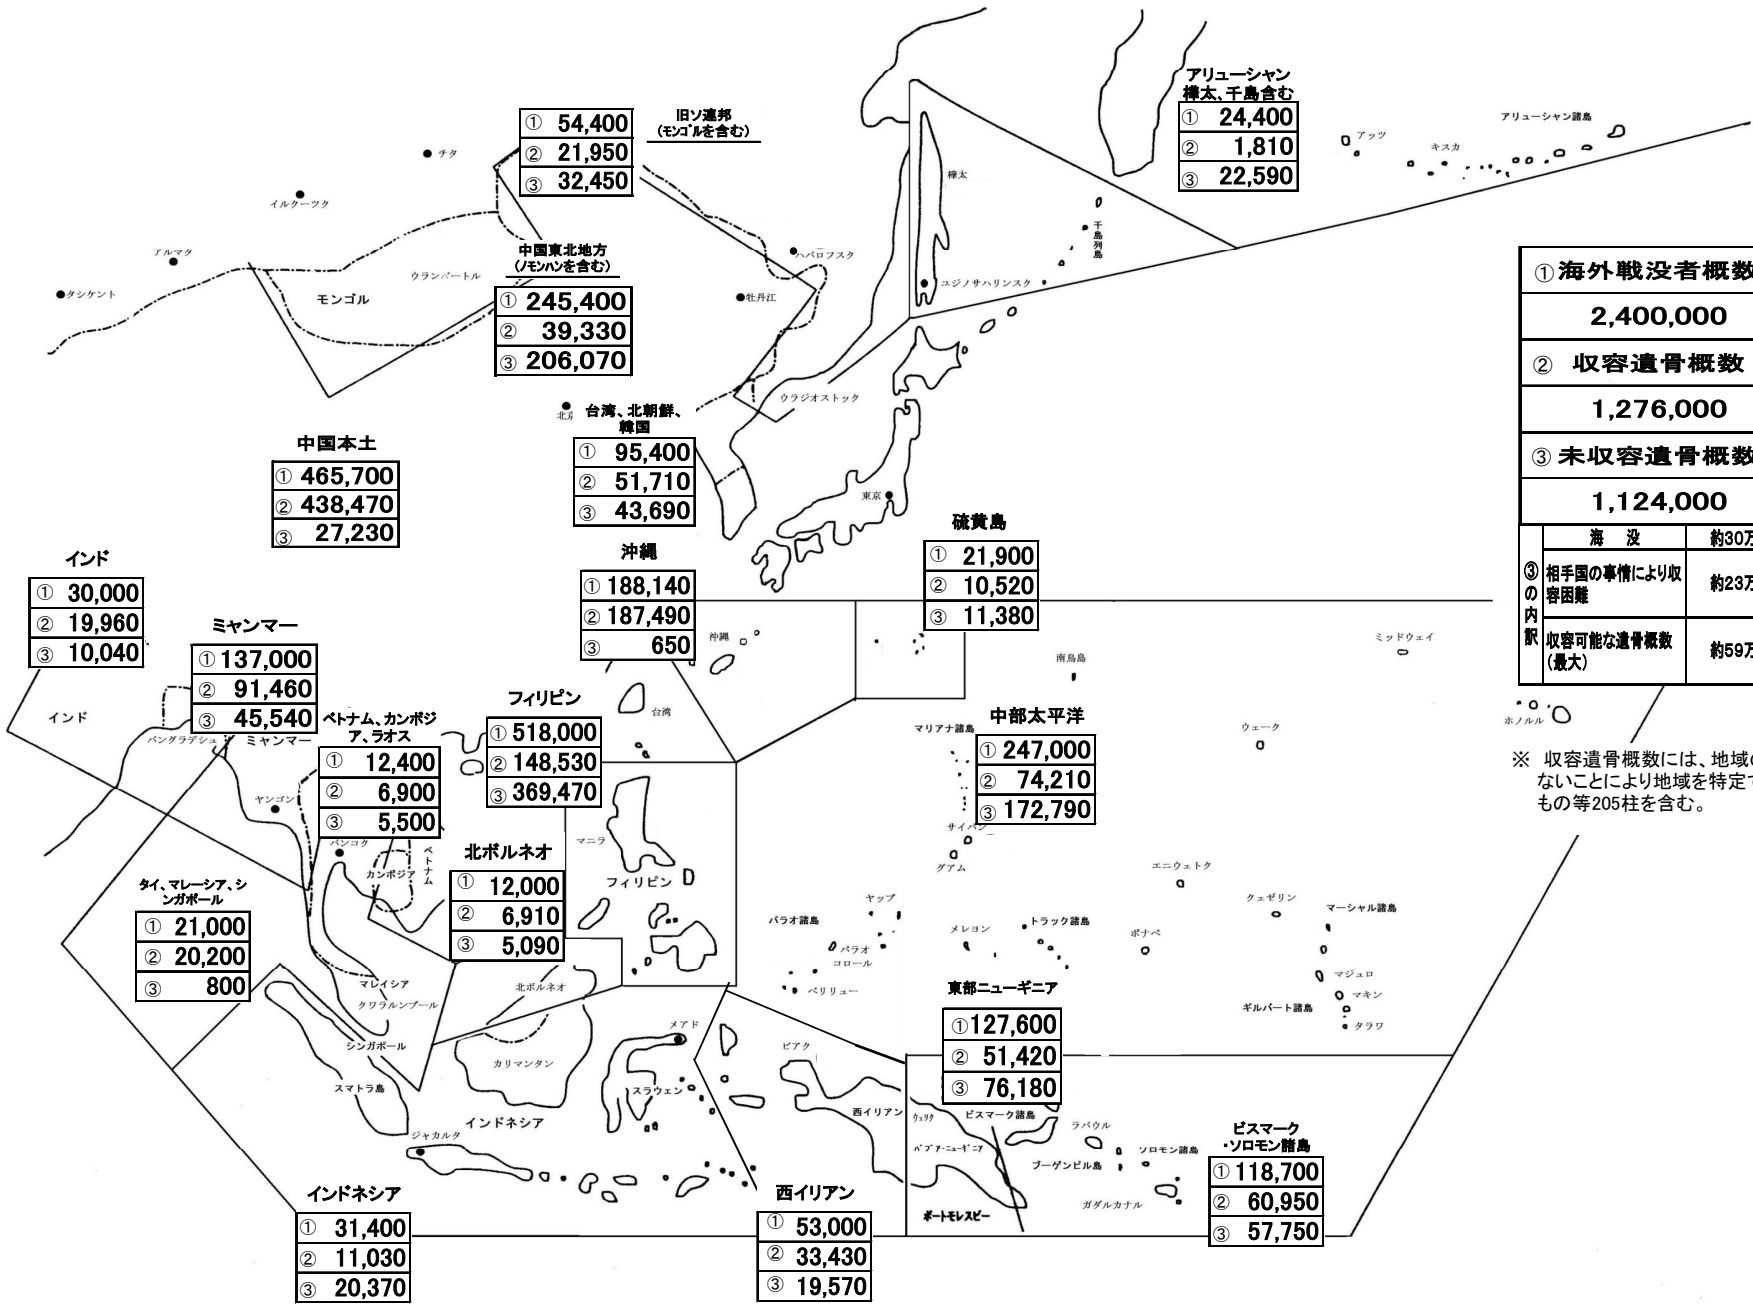 アリューシャン
樺太、千島含む
① 24,400
② 1,810
③ 22,590
アリューシャン諸島
アッツ
キスカ
旧ソ連邦
(モンゴルを含む)
① 54,400
② 21,950
③ 32,450
チタ
イルクーツク
アルマタ
タシケント
ウランバートル
モンゴル
樺太
千島列島
ハバロフスク
ユジノサハリンスク
牡丹江
ウラジオストック
中国東北地方
(ノモンハンを含む)
① 245,400
② 39,330
③ 206,070
①海外戦没者概数
2,400,000
② 収容遺骨概数
1,276,000
③未収容遺骨概数
1,124,000
③の内訳
海 没 約30万
相手国の事情により収
容困難
約23万
収容可能な遺骨概数
(最大)
約59万
※ 収容遺骨概数には、地域の
ないことにより地域を特定で
もの等205柱を含む。
台湾、北朝鮮、
韓国
① 95,400
② 51,710
③ 43,690
中国本土
① 465,700
② 438,470
③ 27,230
東京
硫黄島
① 21,900
② 10,520
③ 11,380
沖縄
① 188,140
② 187,490
③ 650
沖縄
インド
① 30,000
② 19,960
③ 10,040
ミャンマー
① 137,000
② 91,460
③ 45,540
インド
バングラデシュ
ミャンマー
ヤンゴン
ベトナム、カンボジ
ア、ラオス
① 12,400
② 6,900
③ 5,500
バンコク
カンボジア
ベトナム
フィリピン
① 518,000
② 148,530
③ 369,470
台湾
マニラ
フィリピン
南鳥島
ミッドウェイ
ホノルル
ウェーク
マリアナ諸島
中部太平洋
① 247,000
② 74,210
③ 172,790
サイパン
グアム
エニウェトク
クェゼリン
マーシャル諸島
ヤップ
パラオ諸島
パラオ
コロール
ペリリュー
メレヨン
トラック諸島
ポナペ
マジュロ
マキン
ギルバート諸島
タラワ
北ボルネオ
① 12,000
② 6,910
③ 5,090
タイ、マレーシア、シ
ンガポール
① 21,000
② 20,200
③ 800
マレイシア
クワラルンプール
北ボルネオ
シンガポール
スマトラ島
カリマンタン
メアド
スラウェン
インドネシア
ジャカルタ
ビアク
西イリアン
東部ニューギニア
① 127,600
② 51,420
③ 76,180
ビスマーク諸島
パプア・ニューギニア
ラバウル
ブーゲンビル島
ソロモン諸島
ガダルカナル
ポートモレスビー
ビスマーク
・ソロモン諸島
① 118,700
② 60,950
③ 57,750
インドネシア
① 31,400
② 11,030
③ 20,370
西イリアン
① 53,000
② 33,430
③ 19,570